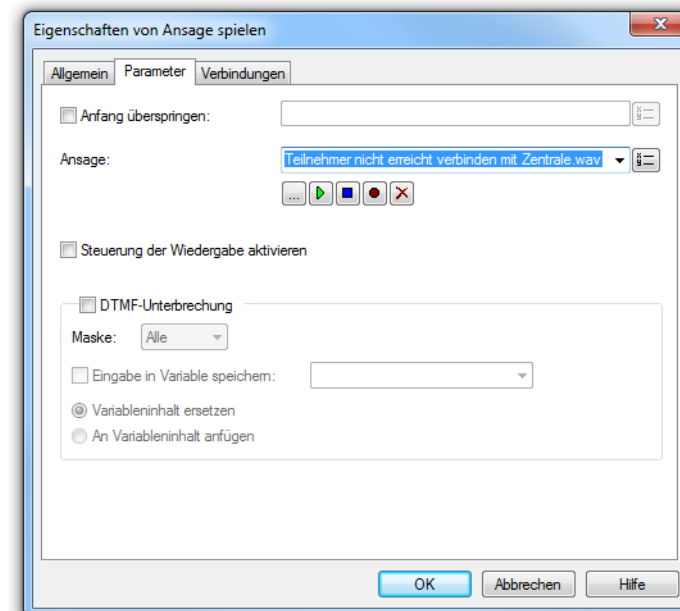 Eigenschaften von Ansage spielen
Allgemein Parameter Verbindungen
Anfang überspringen:
Ansage: Teilnehmer nicht erreicht verbinden mit Zentrale.wav
...
Steuerung der Wiedergabe aktivieren
DTMF-Unterbrechung
Maske: Alle
Eingabe in Variable speichern:
Variableninhalt ersetzen
An Variableninhalt anfügen
OK Abbrechen Hilfe